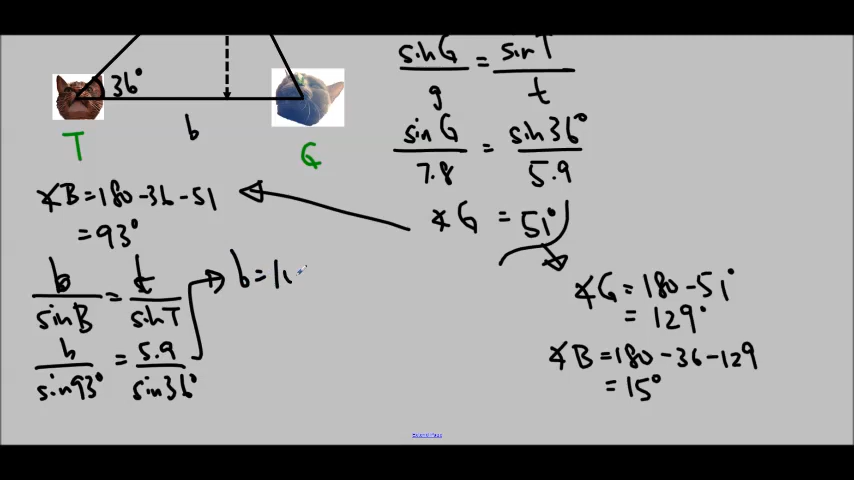 sin G / g = sin T / t
36°
b
T
G
sin G / 7.8 = sin 36° / 5.9
∡B = 180 - 36 - 51
= 93°
∡G = 51°
b / sin B = t / sin T
b =
∡G = 180 - 51°
= 129°
b / sin 93° = 5.9 / sin 36°
∡B = 180 - 36 - 129
= 15°